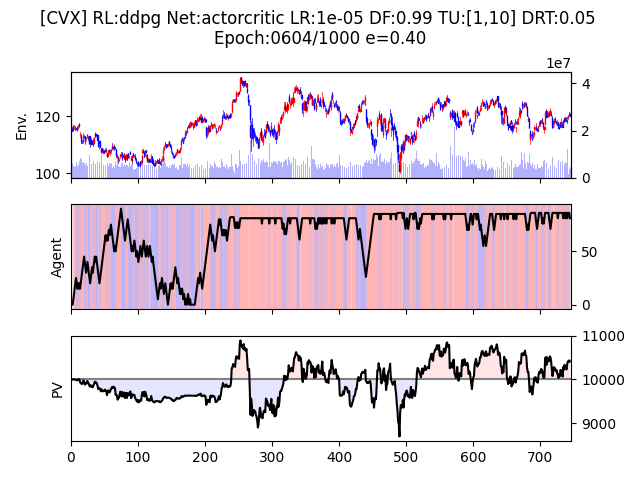 [CVX] RL:ddpg Net:actorcritic LR:1e-05 DF:0.99 TU:[1,10] DRT:0.05
Epoch:0604/1000 e=0.40
1e7
Env.
120
100
4
2
0
Agent
50
0
PV
11000
10000
9000
0 100 200 300 400 500 600 700